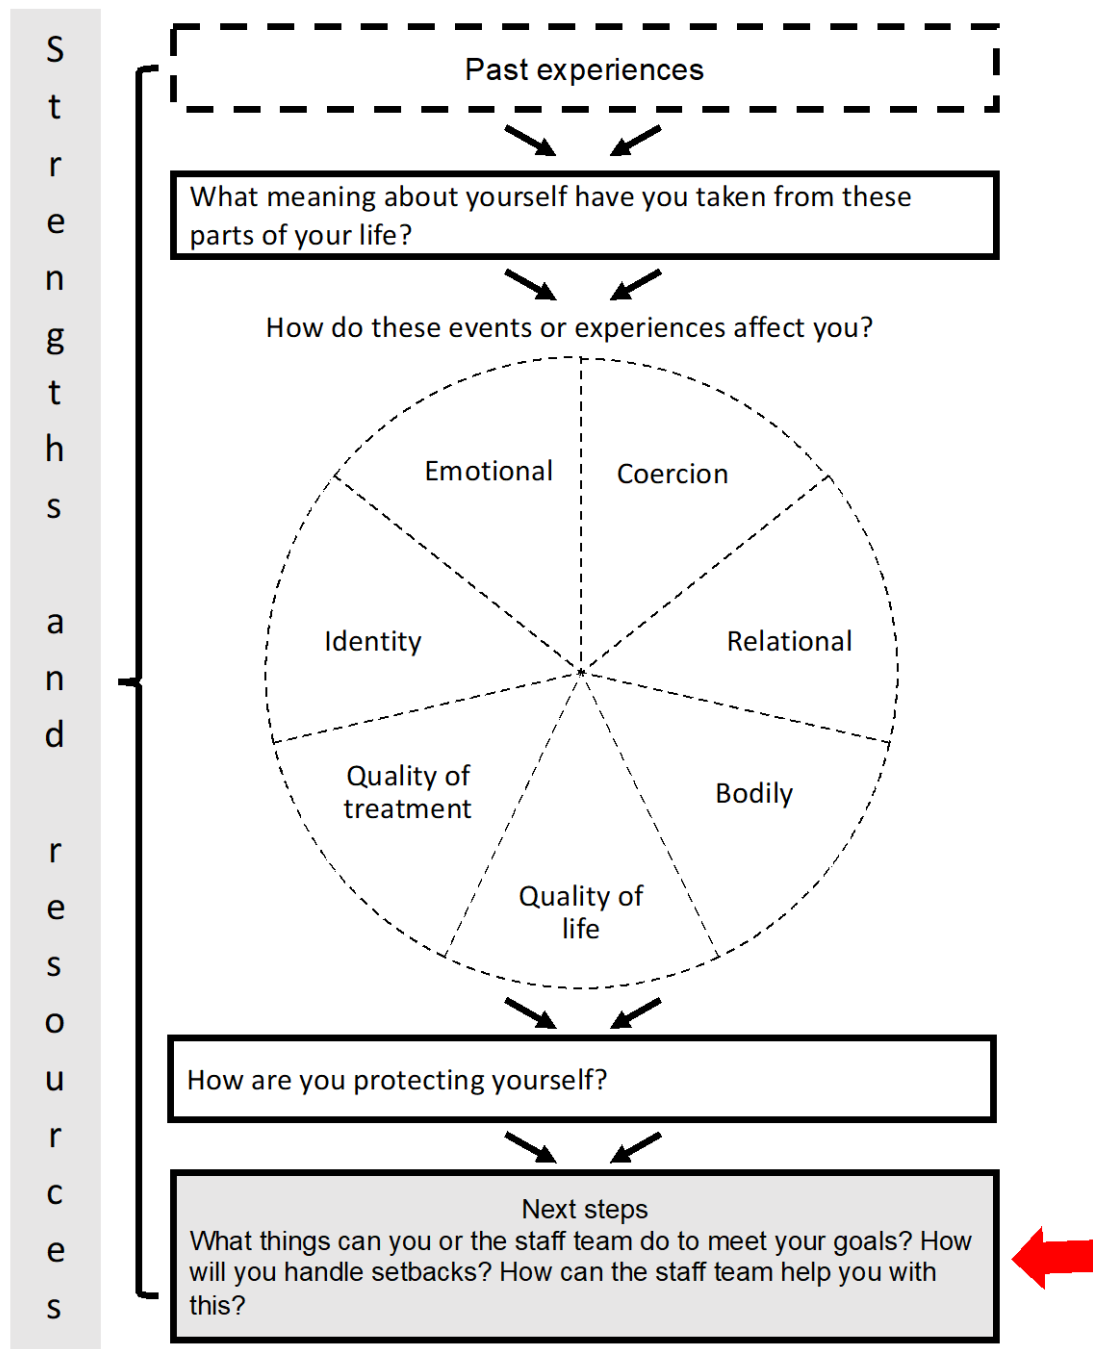 Strengths and resources
Past experiences
What meaning about yourself have you taken from these
parts of your life?
How do these events or experiences affect you?
Emotional
Coercion
Identity
Relational
Quality of
treatment
Bodily
Quality of
life
How are you protecting yourself?
Next steps
What things can you or the staff team do to meet your goals? How
will you handle setbacks? How can the staff team help you with
this?